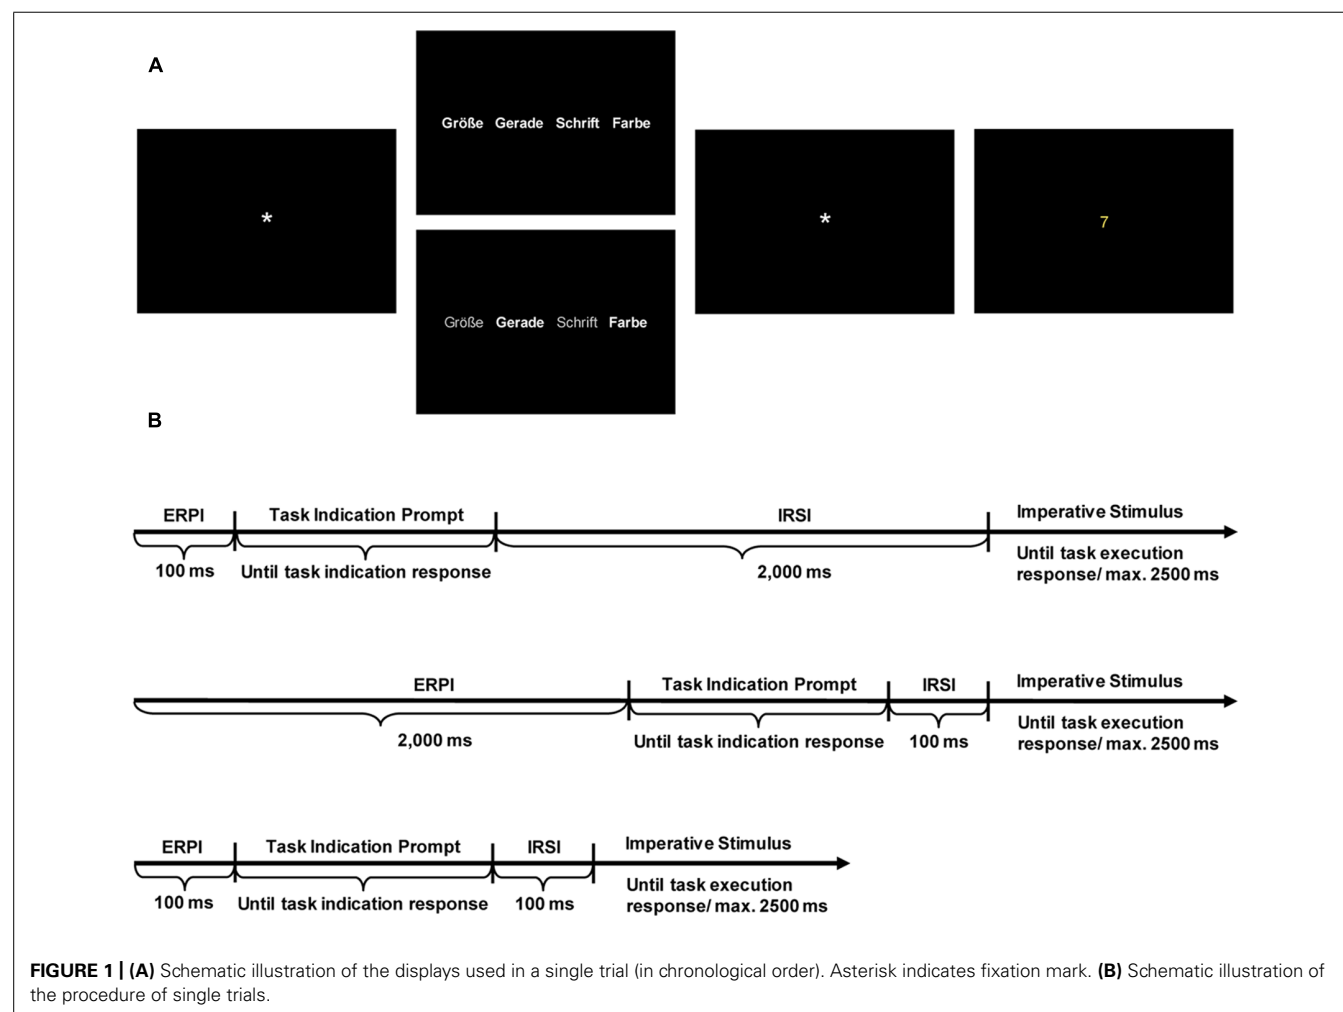 A
*
Größe Gerade Schrift Farbe
Größe Gerade Schrift Farbe
*
7
B
ERPI Task Indication Prompt IRSI Imperative Stimulus
100 ms Until task indication response 2,000 ms Until task execution
response/ max. 2500 ms
ERPI Task Indication Prompt IRSI Imperative Stimulus
2,000 ms Until task indication response 100 ms Until task execution
response/ max. 2500 ms
ERPI Task Indication Prompt IRSI Imperative Stimulus
100 ms Until task indication response 100 ms Until task execution
response/ max. 2500 ms
FIGURE 1 | (A) Schematic illustration of the displays used in a single trial (in chronological order). Asterisk indicates fixation mark. (B) Schematic illustration of
the procedure of single trials.